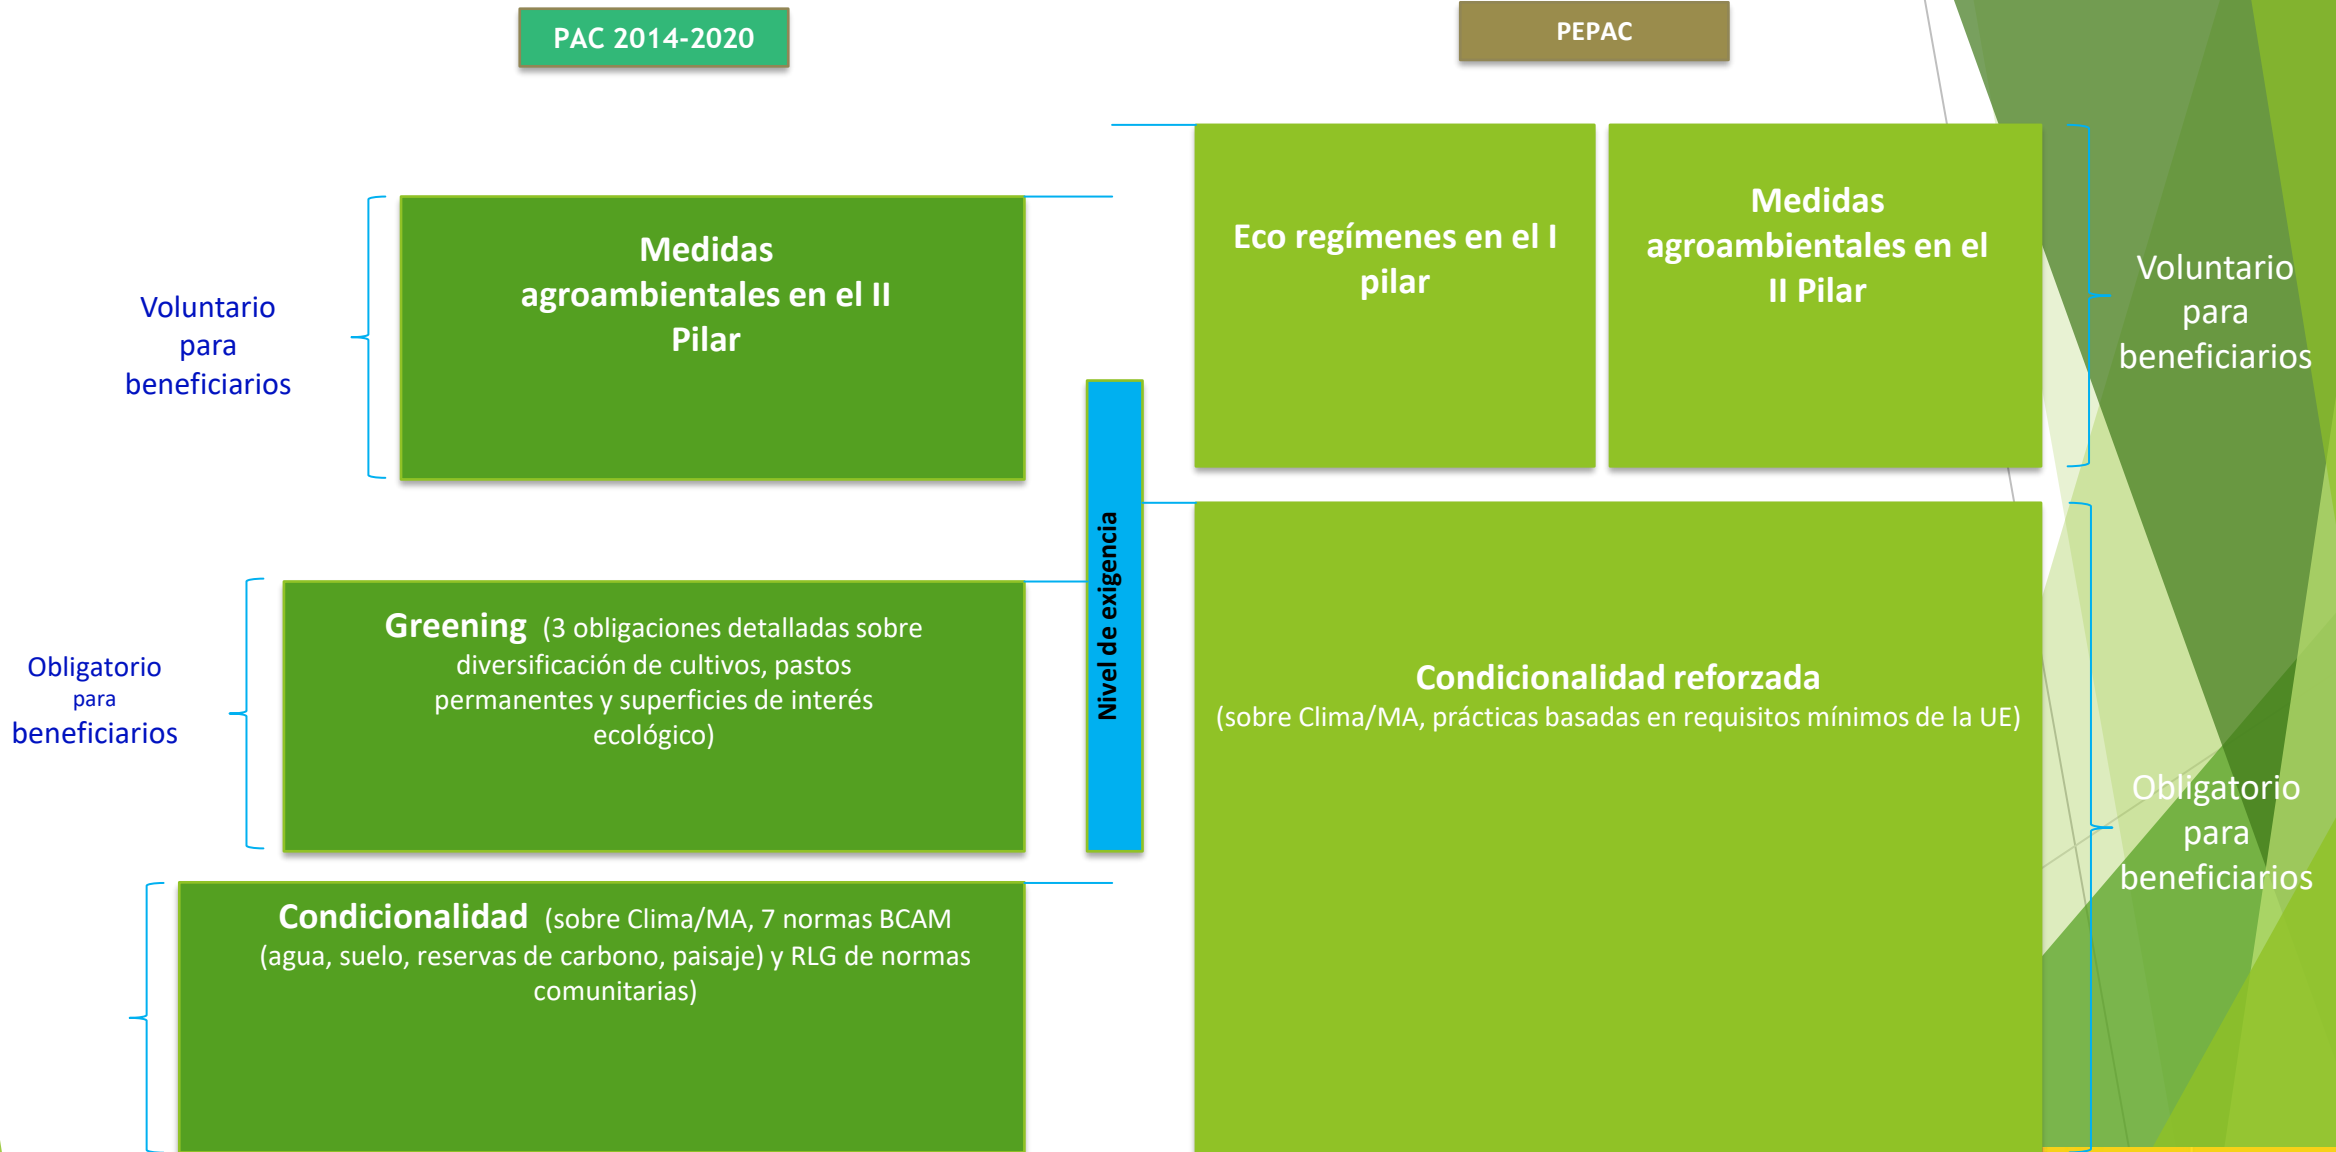 PAC 2014-2020
PEPAC
Medidas
agroambientales en el II
Pilar
Voluntario
para
beneficiarios
Eco regímenes en el I
pilar
Medidas
agroambientales en el
II Pilar
Voluntario
para
beneficiarios
Nivel de exigencia
Greening (3 obligaciones detalladas sobre
diversificación de cultivos, pastos
permanentes y superficies de interés
ecológico)
Obligatorio
para
beneficiarios
Condicionalidad reforzada
(sobre Clima/MA, prácticas basadas en requisitos mínimos de la UE)
Obligatorio
para
beneficiarios
Condicionalidad (sobre Clima/MA, 7 normas BCAM
(agua, suelo, reservas de carbono, paisaje) y RLG de normas
comunitarias)